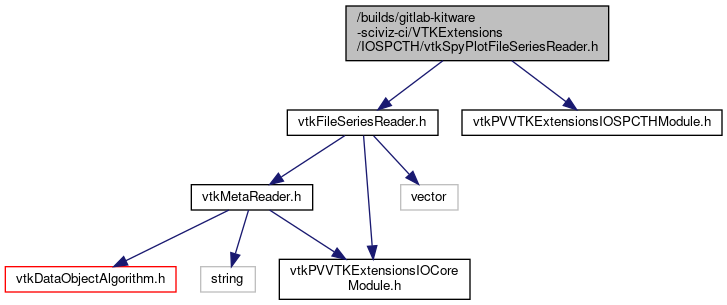 /builds/gitlab-kitware
-sciviz-ci/VTKExtensions
/IOSPCTH/vtkSpyPlotFileSeriesReader.h
vtkFileSeriesReader.h
vtkPVVTKExtensionsIOSPCTHModule.h
vtkMetaReader.h
vector
vtkDataObjectAlgorithm.h
string
vtkPVVTKExtensionsIOCore
Module.h